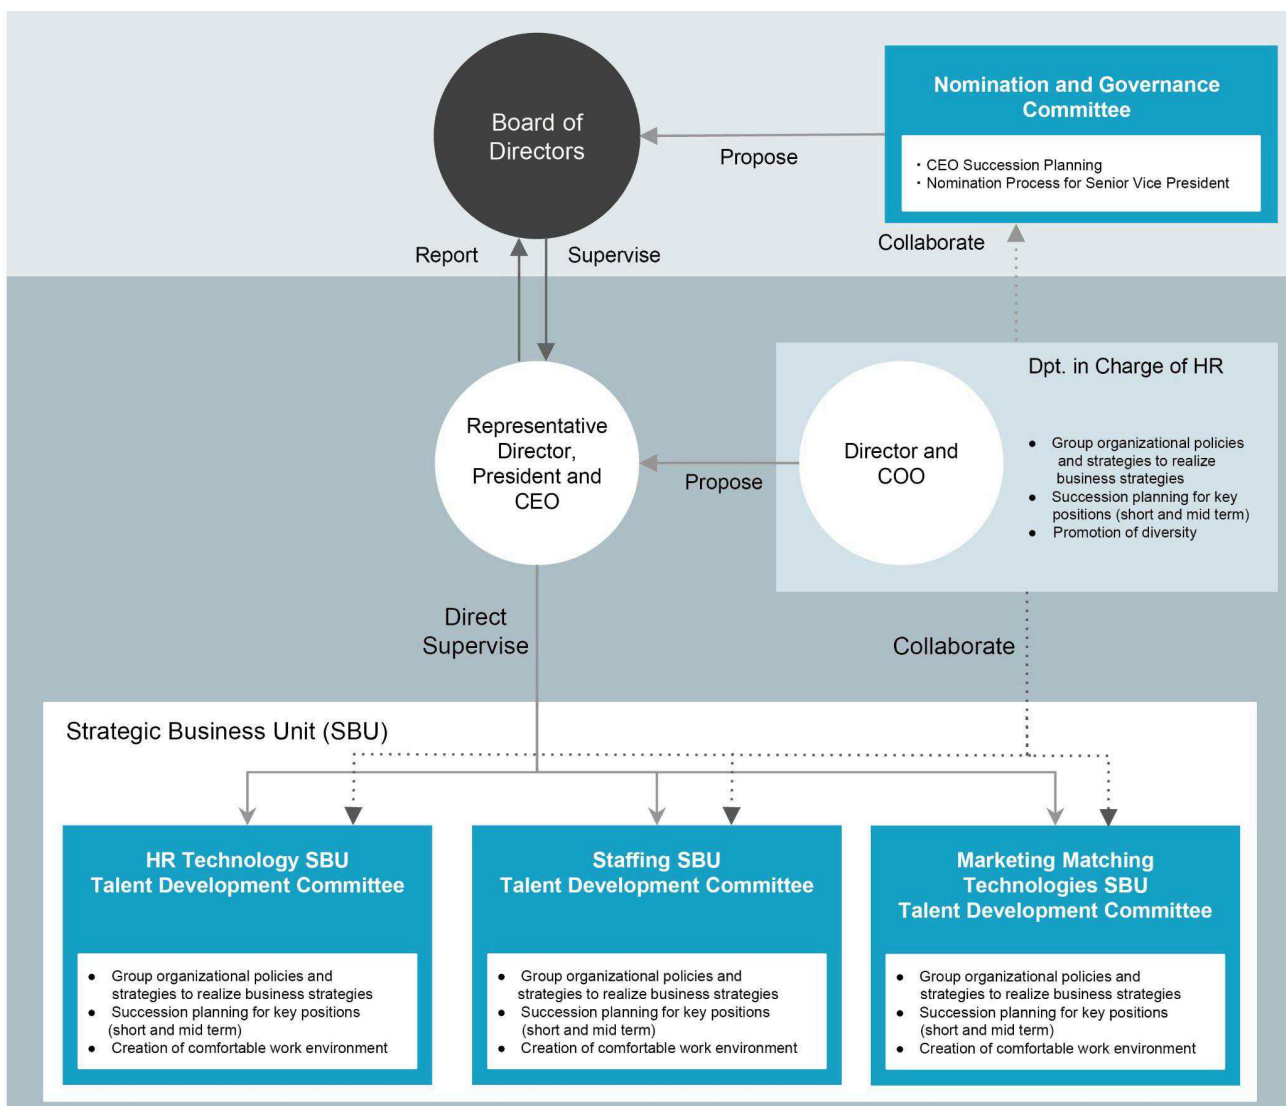 Board of
Directors
Nomination and Governance
Committee
・CEO Succession Planning
・Nomination Process for Senior Vice President
Propose
Report
Supervise
Collaborate
Representative
Director,
President and
CEO
Propose
Director and
COO
Dpt. in Charge of HR
● Group organizational policies
and strategies to realize
business strategies
● Succession planning for key
positions (short and mid term)
● Promotion of diversity
Direct
Supervise
Collaborate
Strategic Business Unit (SBU)
HR Technology SBU
Talent Development Committee
● Group organizational policies and
strategies to realize business strategies
● Succession planning for key positions
(short and mid term)
● Creation of comfortable work environment
Staffing SBU
Talent Development Committee
● Group organizational policies and
strategies to realize business strategies
● Succession planning for key positions
(short and mid term)
● Creation of comfortable work environment
Marketing Matching
Technologies SBU
Talent Development Committee
● Group organizational policies and
strategies to realize business strategies
● Succession planning for key positions
(short and mid term)
● Creation of comfortable work environment